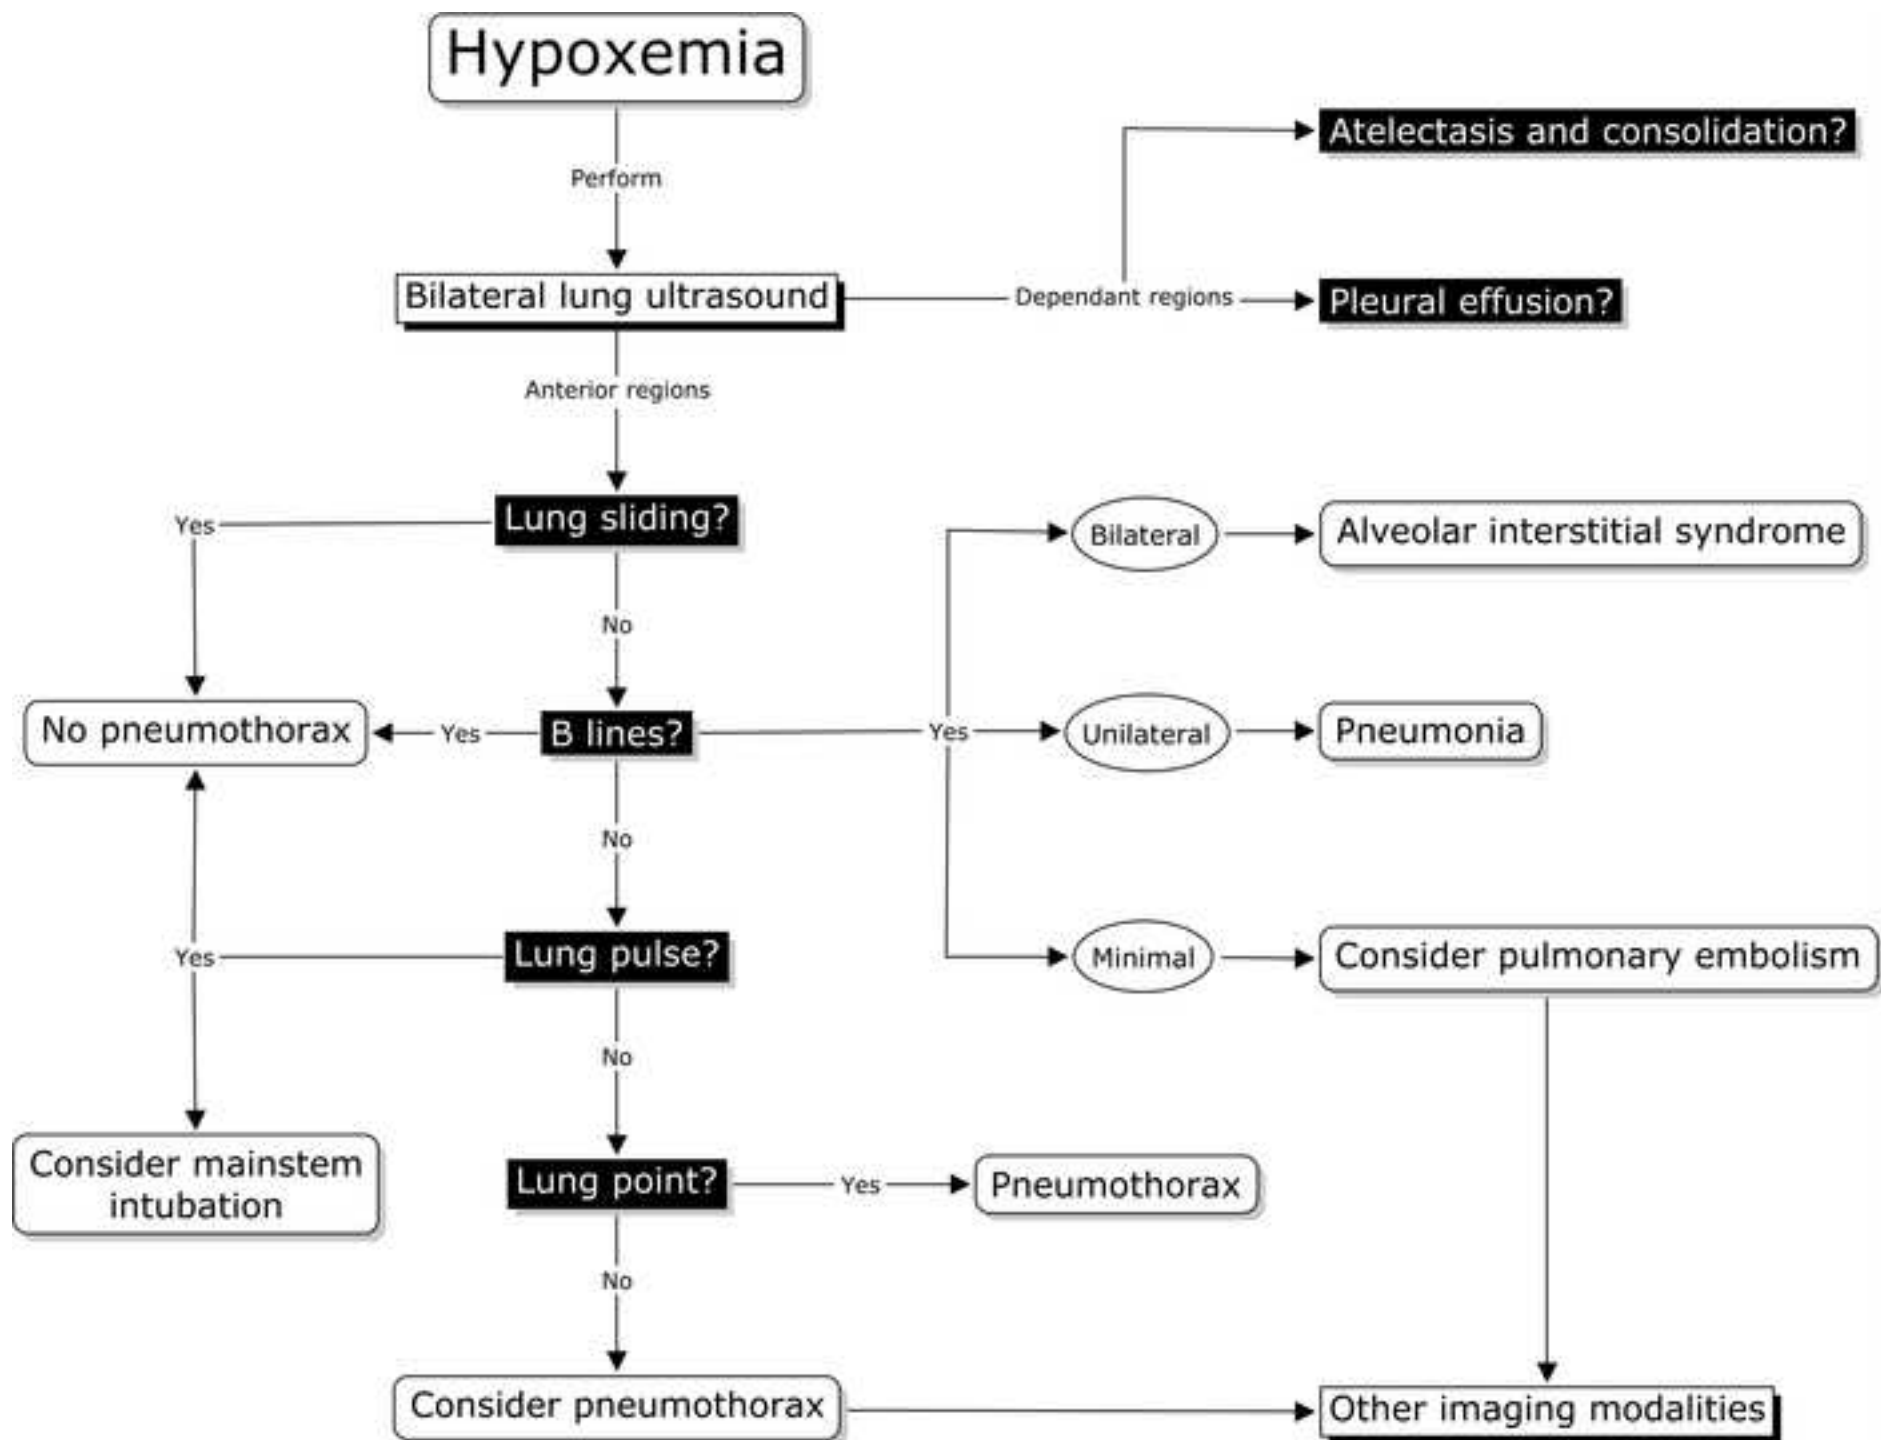 Hypoxemia
Perform
Atelectasis and consolidation?
Bilateral lung ultrasound
Dependant regions
Pleural effusion?
Anterior regions
Lung sliding?
Yes
No
Bilateral
Alveolar interstitial syndrome
No pneumothorax
Yes
B lines?
Yes
Unilateral
Pneumonia
No
Lung pulse?
Yes
Minimal
Consider pulmonary embolism
No
Consider mainstem
intubation
Lung point?
Yes
Pneumothorax
No
Consider pneumothorax
Other imaging modalities